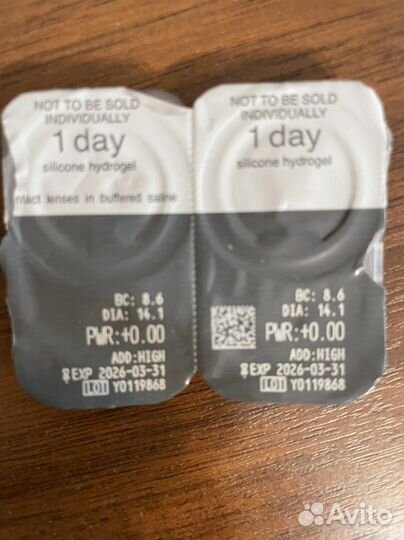 NOT TO BE SOLD
INDIVIDUALLY
1 day
silicone hydrogel
ntact lenses in buffered saline
BC: 8.6
DIA: 14.1
PWR:+0.00
ADD:HIGH
EXP 2026-03-31
LOT Y0119868
NOT TO BE SOLD
INDIVIDUALLY
1 day
silicone hydrogel
BC: 8.6
DIA: 14.1
PWR:+0.00
ADD:HIGH
EXP 2026-03-31
LOT Y0119868
Avito